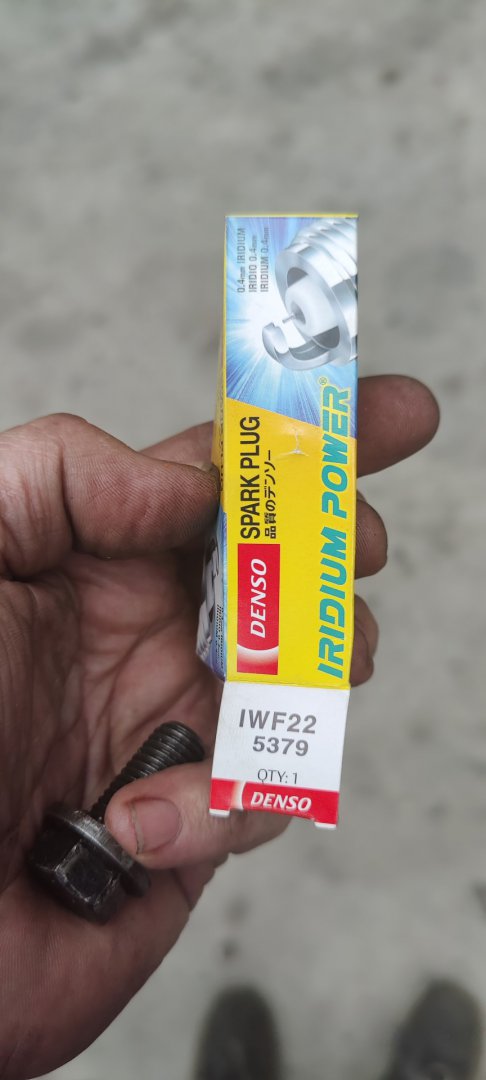 0.4mm IRIDIUM
IRIDIO 0.4mm
IRIDIUM 0.4mm
IRIDIUM POWER®
SPARK PLUG
品質のデンソー
DENSO
IWF22
5379
QTY: 1
DENSO